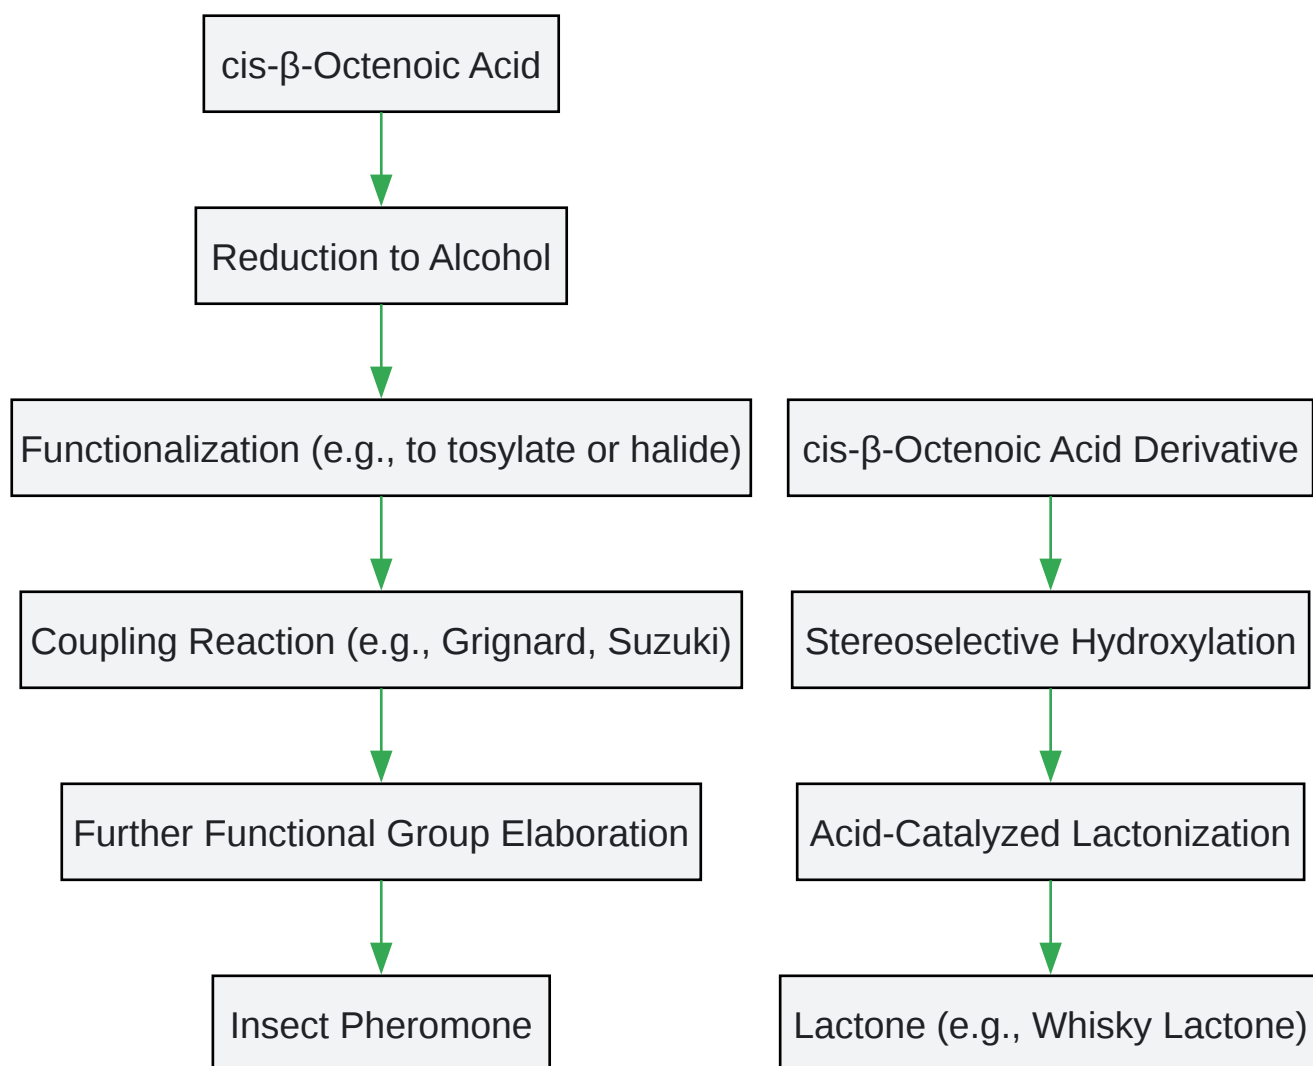 cis-β-Octenoic Acid
Reduction to Alcohol
Functionalization (e.g., to tosylate or halide)
Coupling Reaction (e.g., Grignard, Suzuki)
Further Functional Group Elaboration
Insect Pheromone
cis-β-Octenoic Acid Derivative
Stereoselective Hydroxylation
Acid-Catalyzed Lactonization
Lactone (e.g., Whisky Lactone)